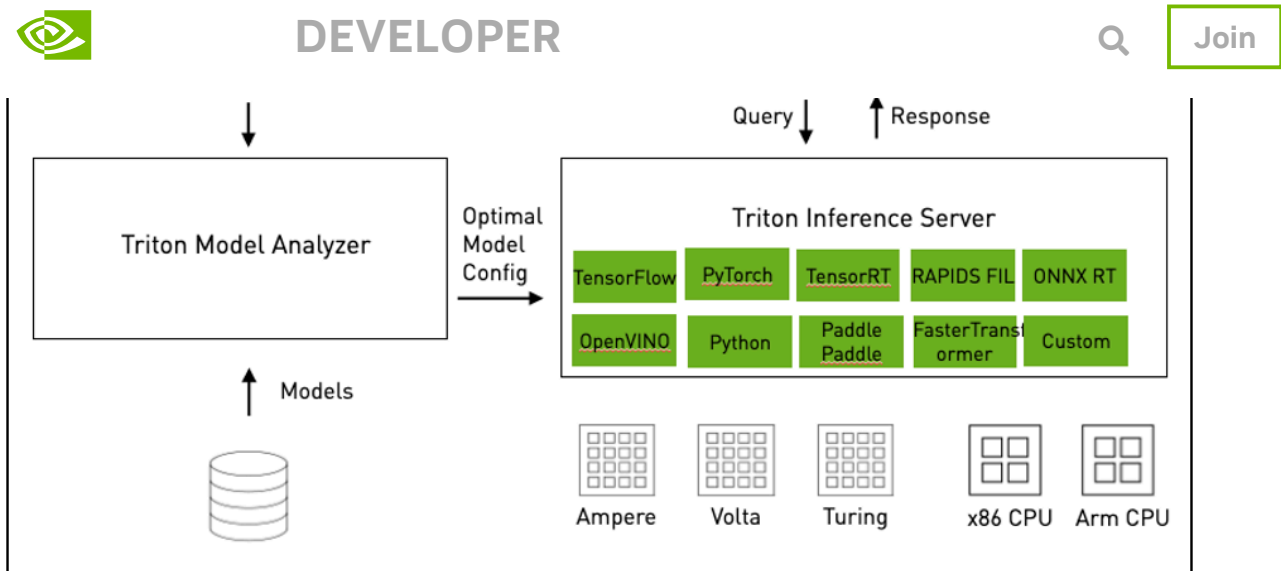 DEVELOPER
Join
Query
Response
Triton Model Analyzer
Optimal
Model
Config
Triton Inference Server
TensorFlow
PyTorch
TensorRT
RAPIDS FIL
ONNX RT
OpenVINO
Python
Paddle
Paddle
FasterTransf
ormer
Custom
Models
Ampere
Volta
Turing
x86 CPU
Arm CPU